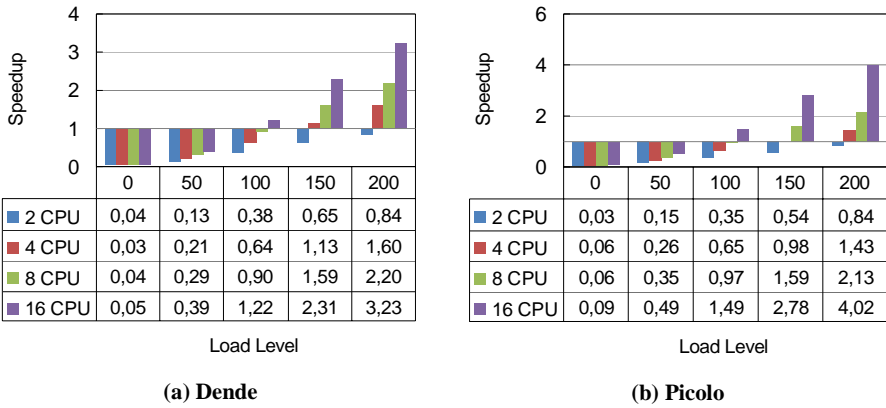 4
3
2
1
0
Speedup
0 50 100 150 200
2 CPU 0,04 0,13 0,38 0,65 0,84
4 CPU 0,03 0,21 0,64 1,13 1,60
8 CPU 0,04 0,29 0,90 1,59 2,20
16 CPU 0,05 0,39 1,22 2,31 3,23
Load Level
(a) Dende
6
4
2
0
Speedup
0 50 100 150 200
2 CPU 0,03 0,15 0,35 0,54 0,84
4 CPU 0,06 0,26 0,65 0,98 1,43
8 CPU 0,06 0,35 0,97 1,59 2,13
16 CPU 0,09 0,49 1,49 2,78 4,02
Load Level
(b) Picolo